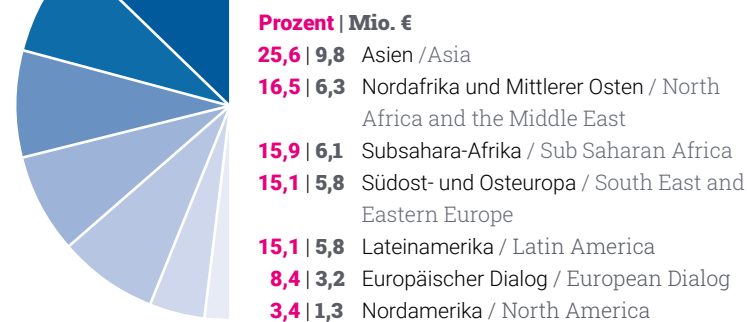 Prozent | Mio. €
25,6 | 9,8 Asien /Asia
16,5 | 6,3 Nordafrika und Mittlerer Osten / North
Africa and the Middle East
15,9 | 6,1 Subsahara-Afrika / Sub Saharan Africa
15,1 | 5,8 Südost- und Osteuropa / South East and
Eastern Europe
15,1 | 5,8 Lateinamerika / Latin America
8,4 | 3,2 Europäischer Dialog / European Dialog
3,4 | 1,3 Nordamerika / North America